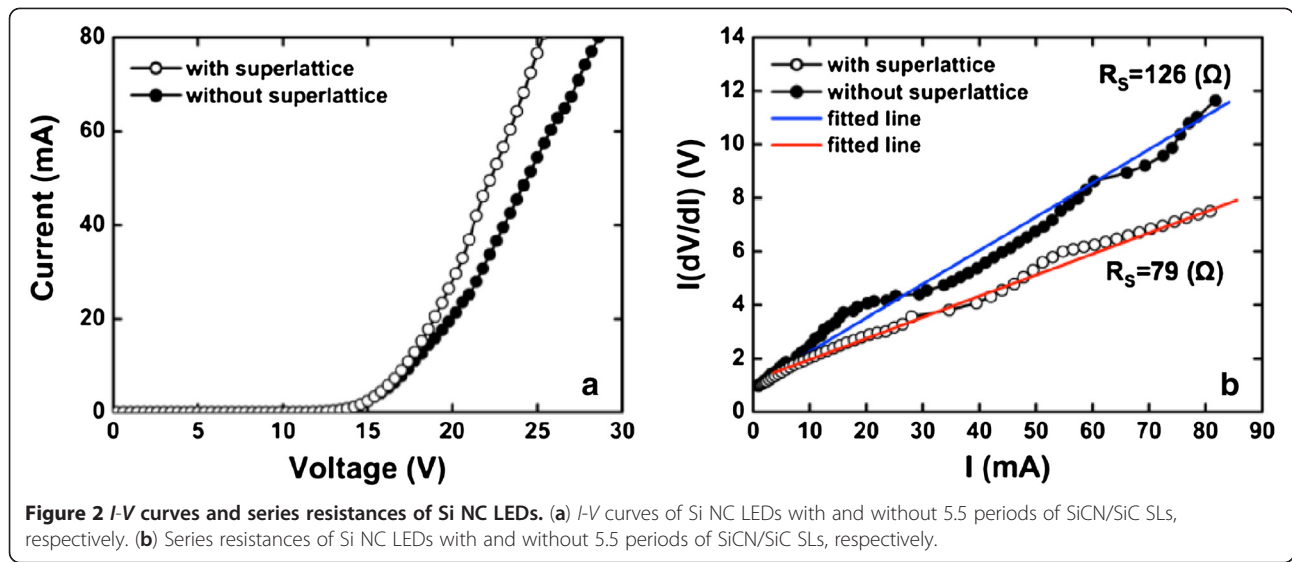 80
60
40
20
0
Current (mA)
with superlattice
without superlattice
a
0 5 10 15 20 25 30
Voltage (V)
14
12
10
8
6
4
2
0
I(dV/dI) (V)
with superlattice
without superlattice
fitted line
fitted line
R_S=126 (Ω)
R_S=79 (Ω)
b
0 10 20 30 40 50 60 70 80 90
I (mA)
Figure 2 I-V curves and series resistances of Si NC LEDs. (a) I-V curves of Si NC LEDs with and without 5.5 periods of SiCN/SiC SLs,
respectively. (b) Series resistances of Si NC LEDs with and without 5.5 periods of SiCN/SiC SLs, respectively.